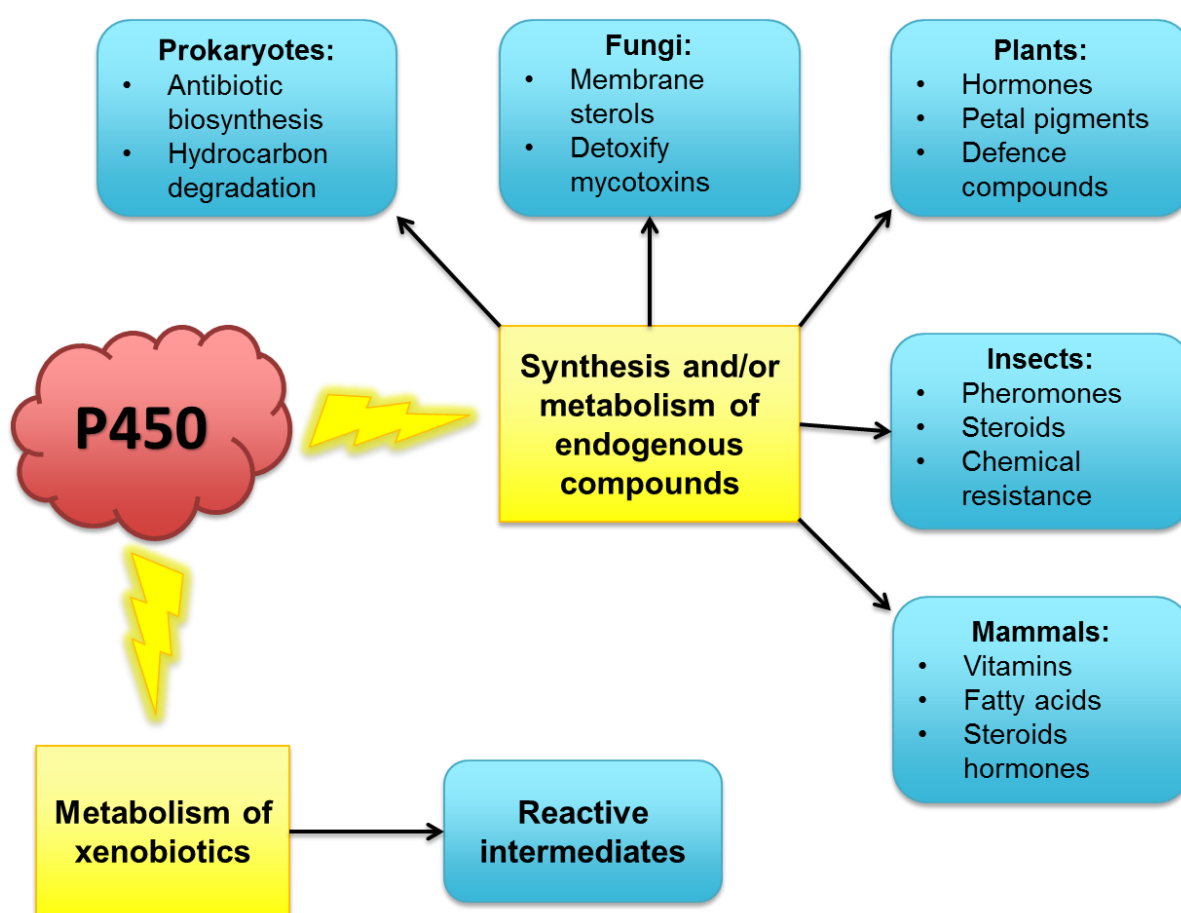 Prokaryotes:
• Antibiotic
biosynthesis
• Hydrocarbon
degradation
Fungi:
• Membrane
sterols
• Detoxify
mycotoxins
Plants:
• Hormones
• Petal pigments
• Defence
compounds
P450
Synthesis and/or
metabolism of
endogenous
compounds
Insects:
• Pheromones
• Steroids
• Chemical
resistance
Mammals:
• Vitamins
• Fatty acids
• Steroids
hormones
Metabolism of
xenobiotics
Reactive
intermediates